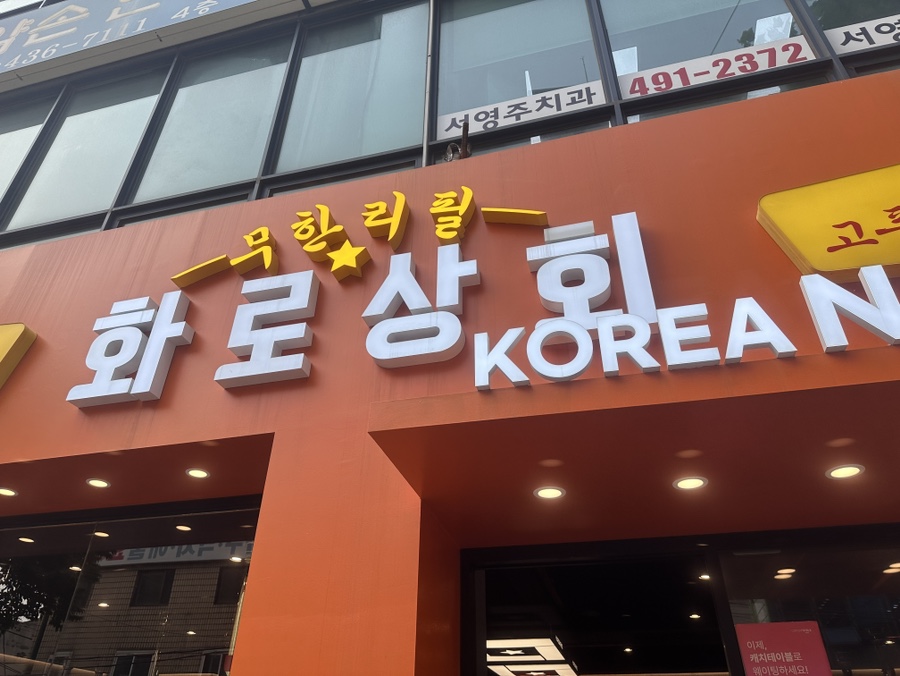 436-7111 4층
서영주치과
491-2372
서영
무한리필
화로상회
KOREA N
고
이제,
캐치테이블로
웨이팅하세요!